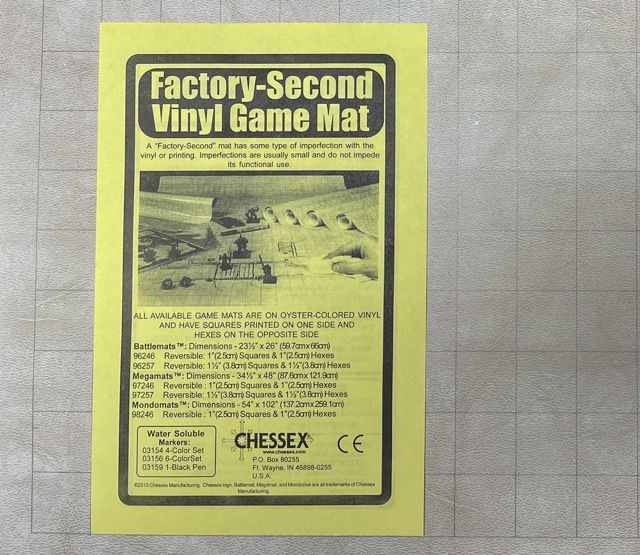 Factory-Second
Vinyl Game Mat
A "Factory-Second" mat has some type of imperfection with the
vinyl or printing. Imperfections are usually small and do not impede
its functional use.
ALL AVAILABLE GAME MATS ARE ON OYSTER-COLORED VINYL
AND HAVE SQUARES PRINTED ON ONE SIDE AND
HEXES ON THE OPPOSITE SIDE
Battlemats™: Dimensions - 23½" x 26" (59.7cm x 66cm)
96246 Reversible: 1"(2.5cm) Squares & 1"(2.5cm) Hexes
96257 Reversible: 1½"(3.8cm) Squares & 1½"(3.8cm) Hexes
Megamats™: Dimensions - 34½" x 48" (87.6cm x 121.9cm)
97246 Reversible : 1"(2.5cm) Squares & 1"(2.5cm) Hexes
97257 Reversible: 1½"(3.8cm) Squares & 1½"(3.8cm) Hexes
Mondomats™: Dimensions - 54" x 102" (137.2cm x 259.1cm)
98246 Reversible : 1"(2.5cm) Squares & 1"(2.5cm) Hexes
Water Soluble
Markers:
03154 4-Color Set
03156 6-ColorSet
03159 1-Black Pen
CHESSEX
www.chessex.com
P.O. Box 80255
Ft. Wayne, IN 46898-0255
U.S.A.
CE
©2013 Chessex Manufacturing. Chessex logo, Battlemat, Megamat, and Mondomat are all trademarks of Chessex
Manufacturing.